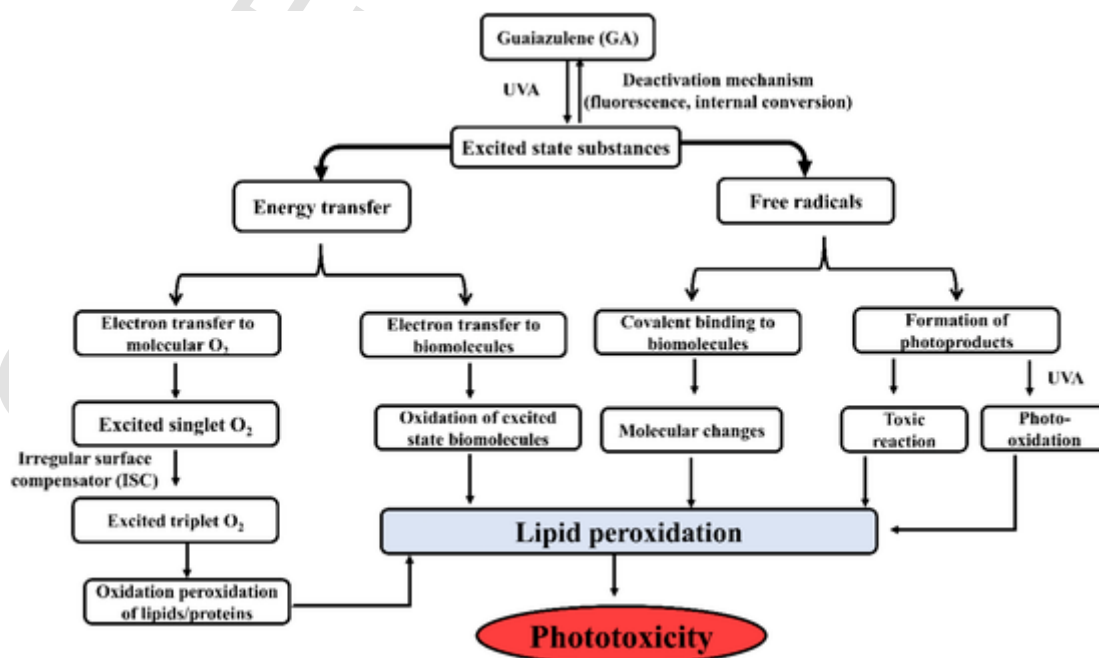 Guaiazulene (GA)
UVA
Deactivation mechanism
(fluorescence, internal conversion)
Excited state substances
Energy transfer
Free radicals
Electron transfer to
molecular O₂
Electron transfer to
biomolecules
Covalent binding to
biomolecules
Formation of
photoproducts
UVA
Excited singlet O₂
Oxidation of excited
state biomolecules
Molecular changes
Toxic
reaction
Photo-
oxidation
Irregular surface
compensator (ISC)
Excited triplet O₂
Lipid peroxidation
Oxidation peroxidation
of lipids/proteins
Phototoxicity